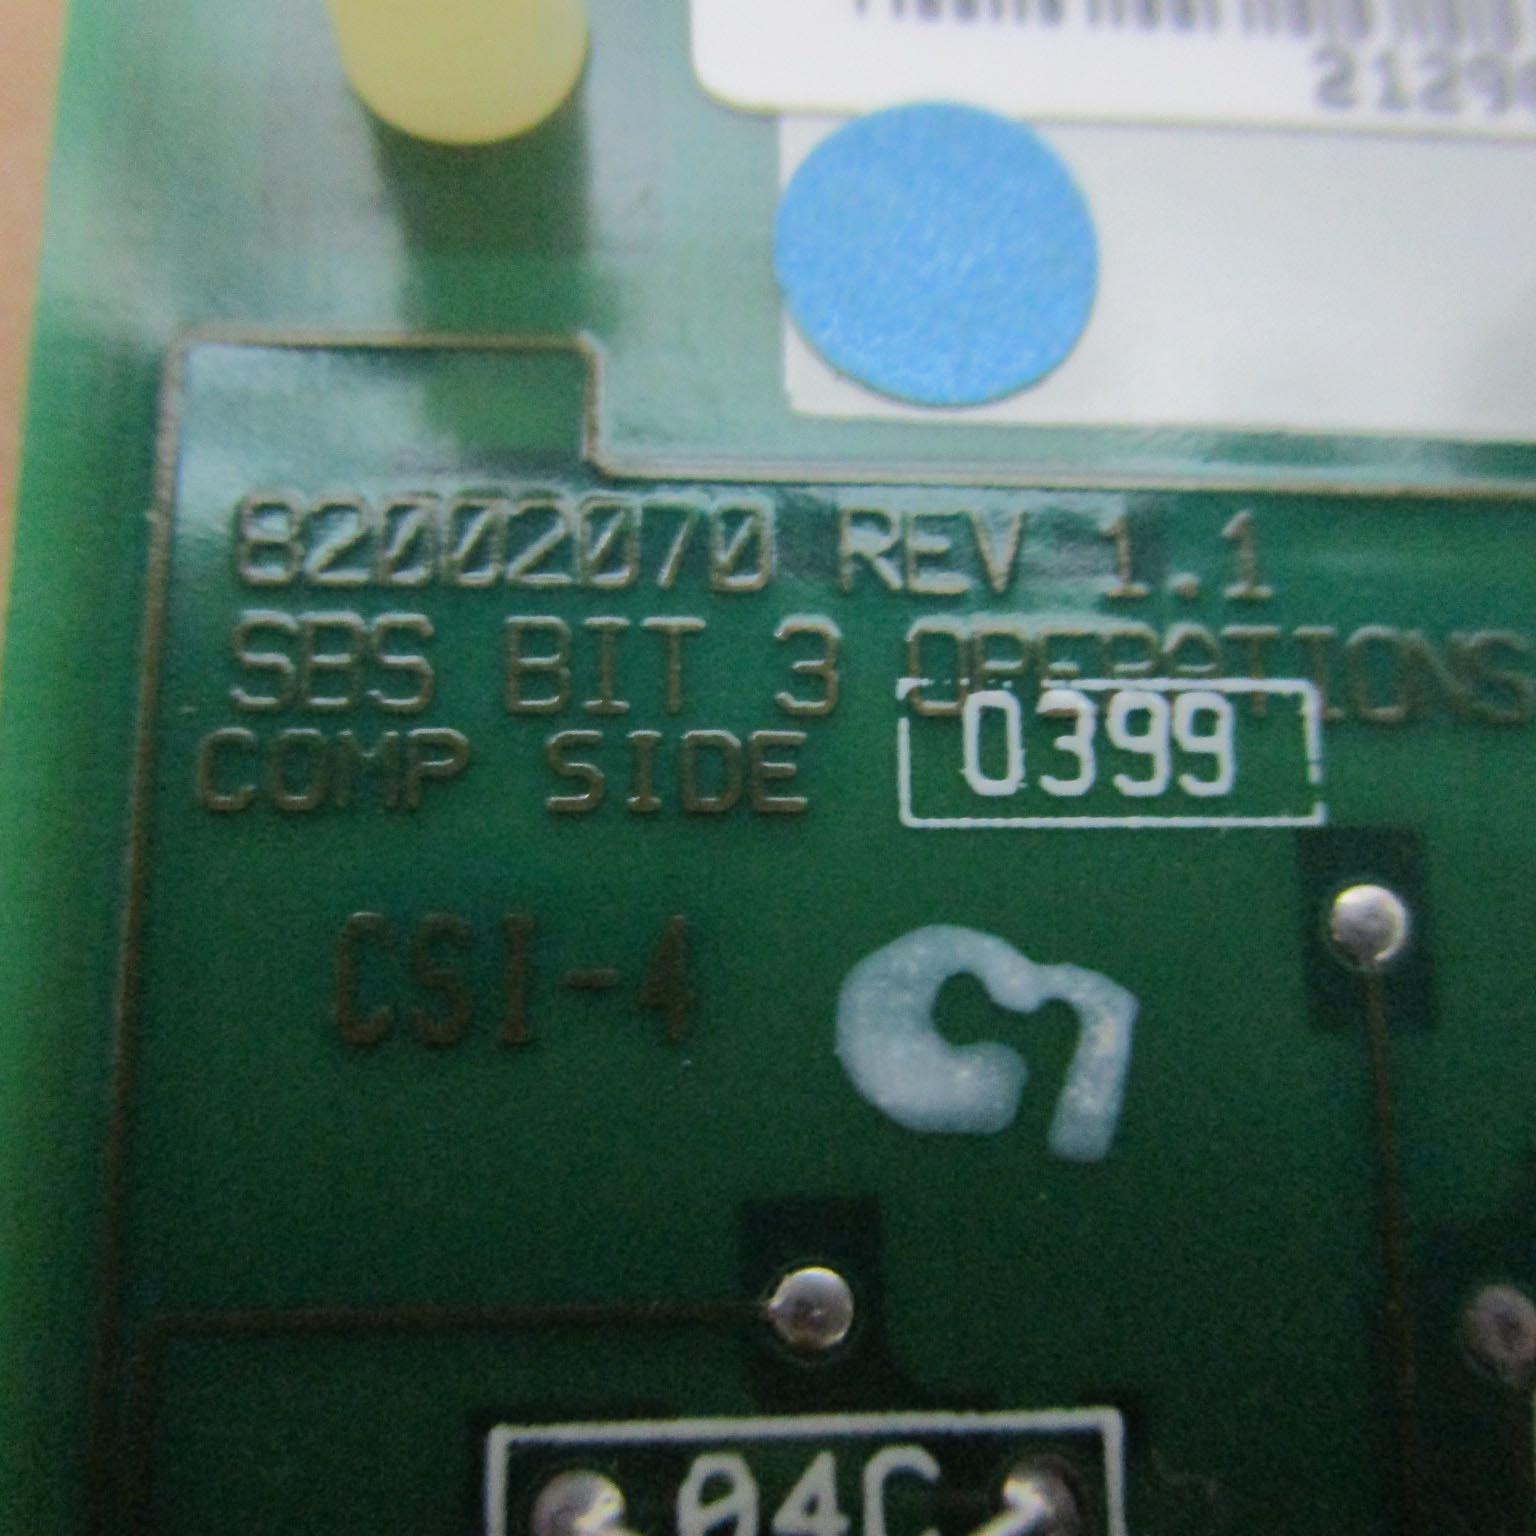 82002070 REV 1.1
SBS BIT 3 OPERATIONS
COMP SIDE
0399
CSI-4
04C